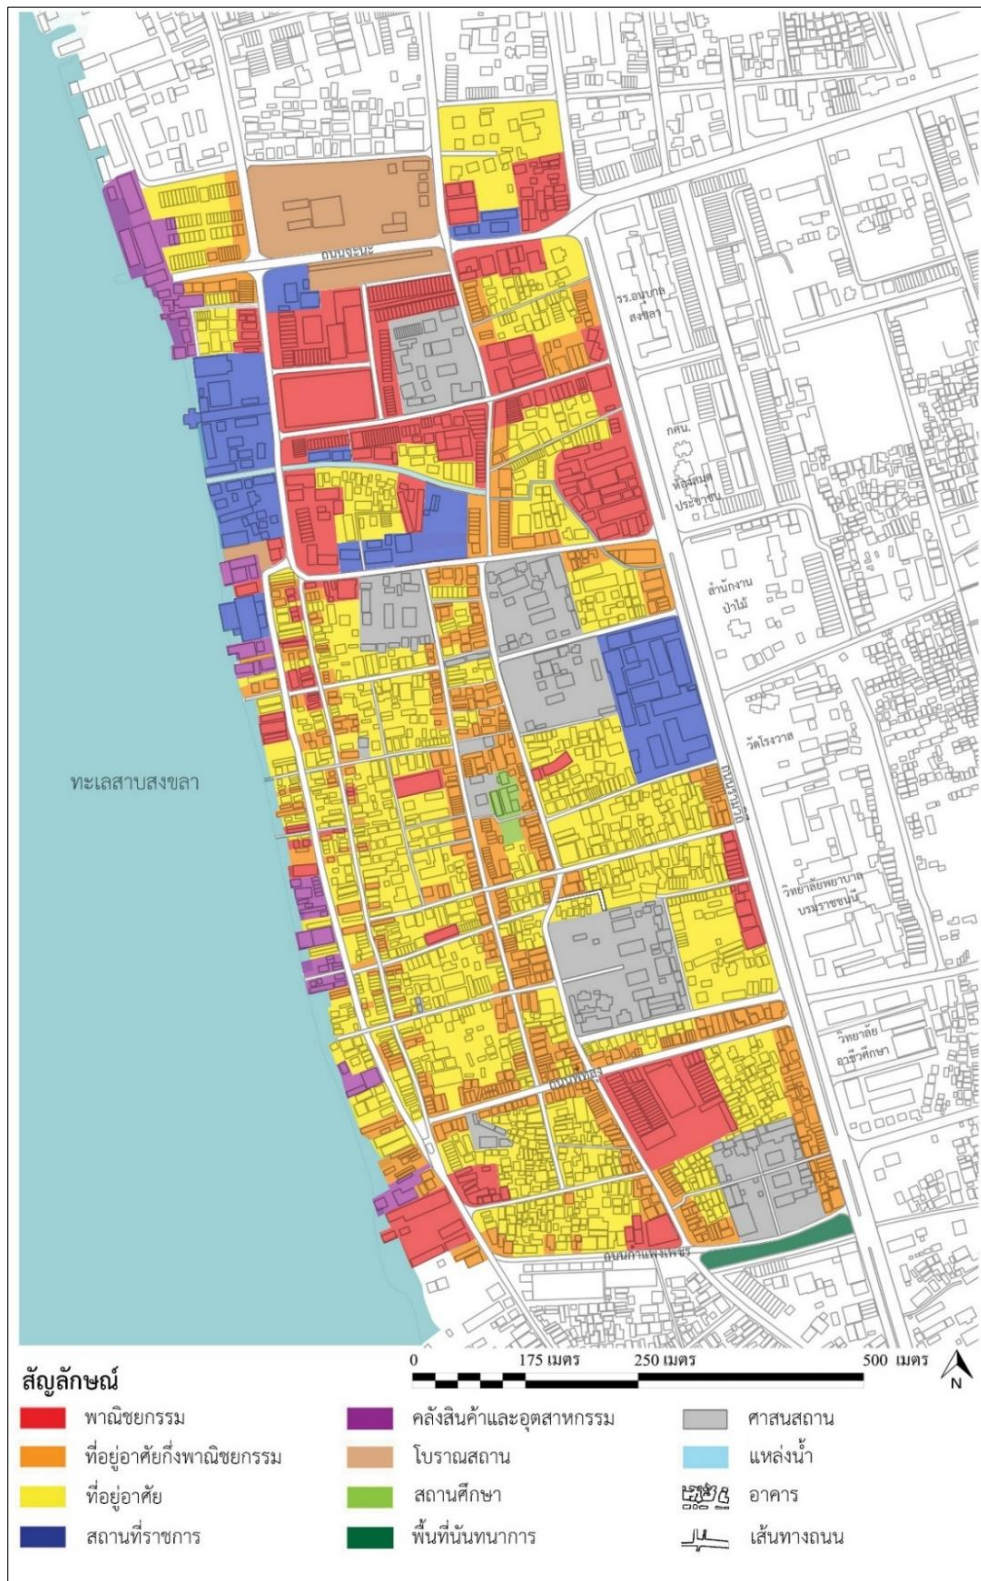 ถนนจะนะ
รร.อนุบาล
สงขลา
กศน.
ห้องสมุด
ประชาชน
สำนักงาน
ป่าไม้
วัดโรงวาส
ทะเลสาบสงขลา
ถนนรามวิถี
วิทยาลัยพยาบาล
บรมราชชนนี
วิทยาลัย
อาชีวศึกษา
ถนนพัทลุง
ถนนกำแพงเพชร
0 175 เมตร 250 เมตร 500 เมตร
N
สัญลักษณ์
พาณิชยกรรม
ที่อยู่อาศัยกึ่งพาณิชยกรรม
ที่อยู่อาศัย
สถานที่ราชการ
คลังสินค้าและอุตสาหกรรม
โบราณสถาน
สถานศึกษา
พื้นที่นันทนาการ
ศาสนสถาน
แหล่งน้ำ
อาคาร
เส้นทางถนน